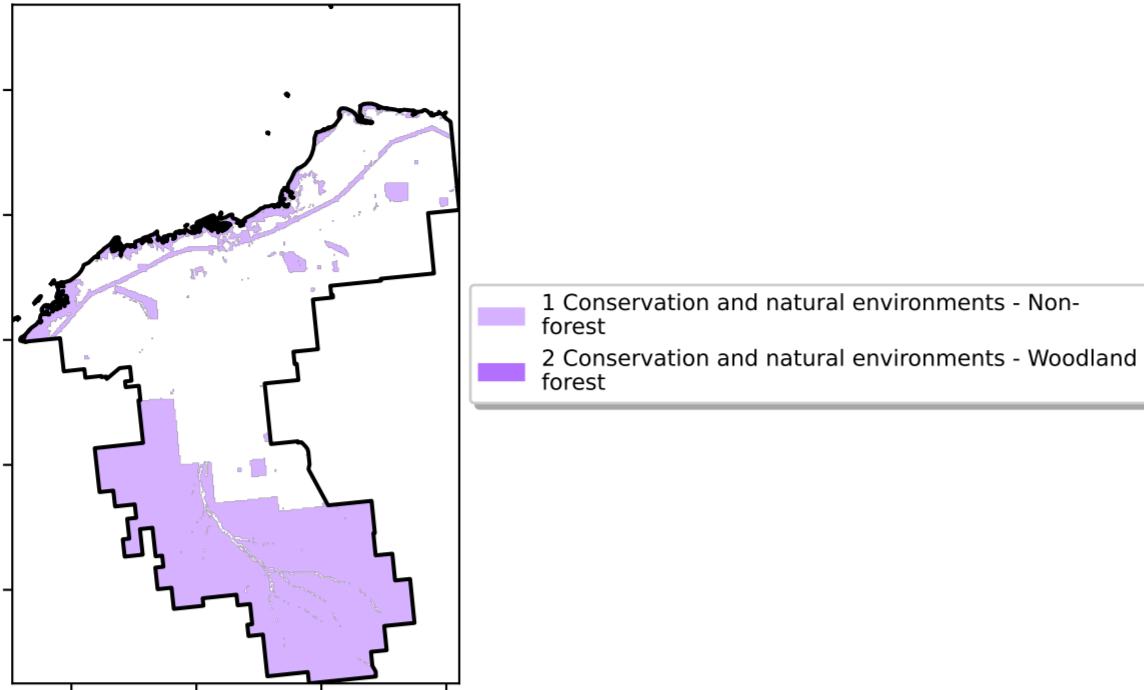 1 Conservation and natural environments - Non-
forest
2 Conservation and natural environments - Woodland
forest